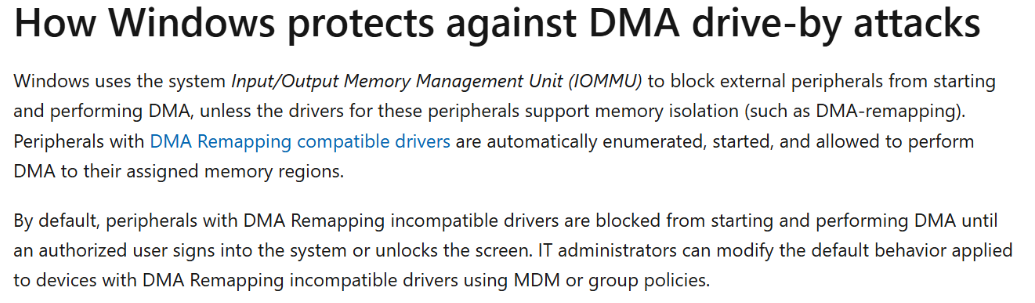 How Windows protects against DMA drive-by attacks
Windows uses the system Input/Output Memory Management Unit (IOMMU) to block external peripherals from starting
and performing DMA, unless the drivers for these peripherals support memory isolation (such as DMA-remapping).
Peripherals with DMA Remapping compatible drivers are automatically enumerated, started, and allowed to perform
DMA to their assigned memory regions.
By default, peripherals with DMA Remapping incompatible drivers are blocked from starting and performing DMA until
an authorized user signs into the system or unlocks the screen. IT administrators can modify the default behavior applied
to devices with DMA Remapping incompatible drivers using MDM or group policies.